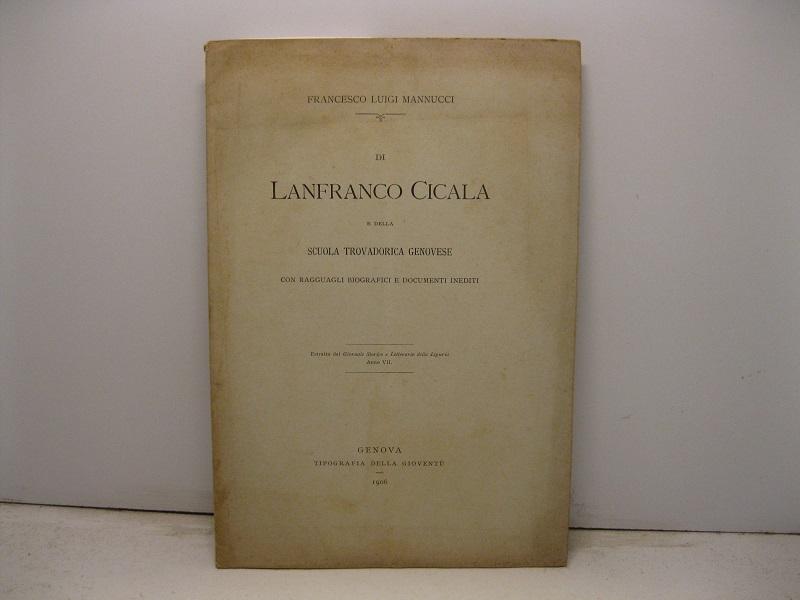 FRANCESCO LUIGI MANNUCCI
DI
LANFRANCO CICALA
E DELLA
SCUOLA TROVADORICA GENOVESE
CON RAGGUAGLI BIOGRAFICI E DOCUMENTI INEDITI
Estratto dal Giornale Storico e Letterario della Liguria
Anno VII.
GENOVA
TIPOGRAFIA DELLA GIOVENTÙ
1906